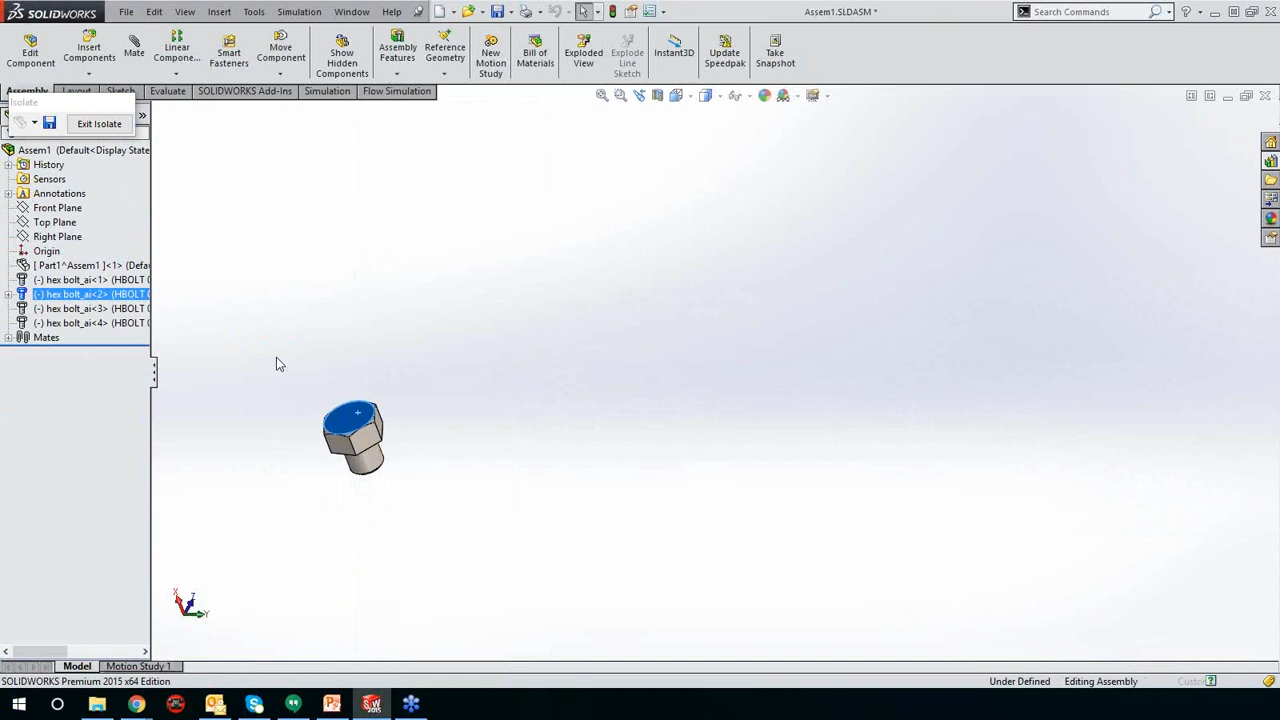 SOLIDWORKS File Edit View Insert Tools Simulation Window Help Assem1.SLDASM * Search Commands
Edit Component
Insert Components
Mate
Linear Compone...
Smart Fasteners
Move Component
Show Hidden Components
Assembly Features
Reference Geometry
New Motion Study
Bill of Materials
Exploded View
Explode Line Sketch
Instant3D
Update Speedpak
Take Snapshot
Assembly Layout Sketch Evaluate SOLIDWORKS Add-Ins Simulation Flow Simulation
Isolate
Exit Isolate
Assem1 (Default<Display State
History
Sensors
Annotations
Front Plane
Top Plane
Right Plane
Origin
[ Part1^Assem1 ]<1> (Defa
(-) hex bolt_ai<1> (HBOLT
(-) hex bolt_ai<2> (HBOLT
(-) hex bolt_ai<3> (HBOLT
(-) hex bolt_ai<4> (HBOLT
Mates
X Z
Y
Model Motion Study 1
SOLIDWORKS Premium 2015 x64 Edition Under Defined Editing Assembly